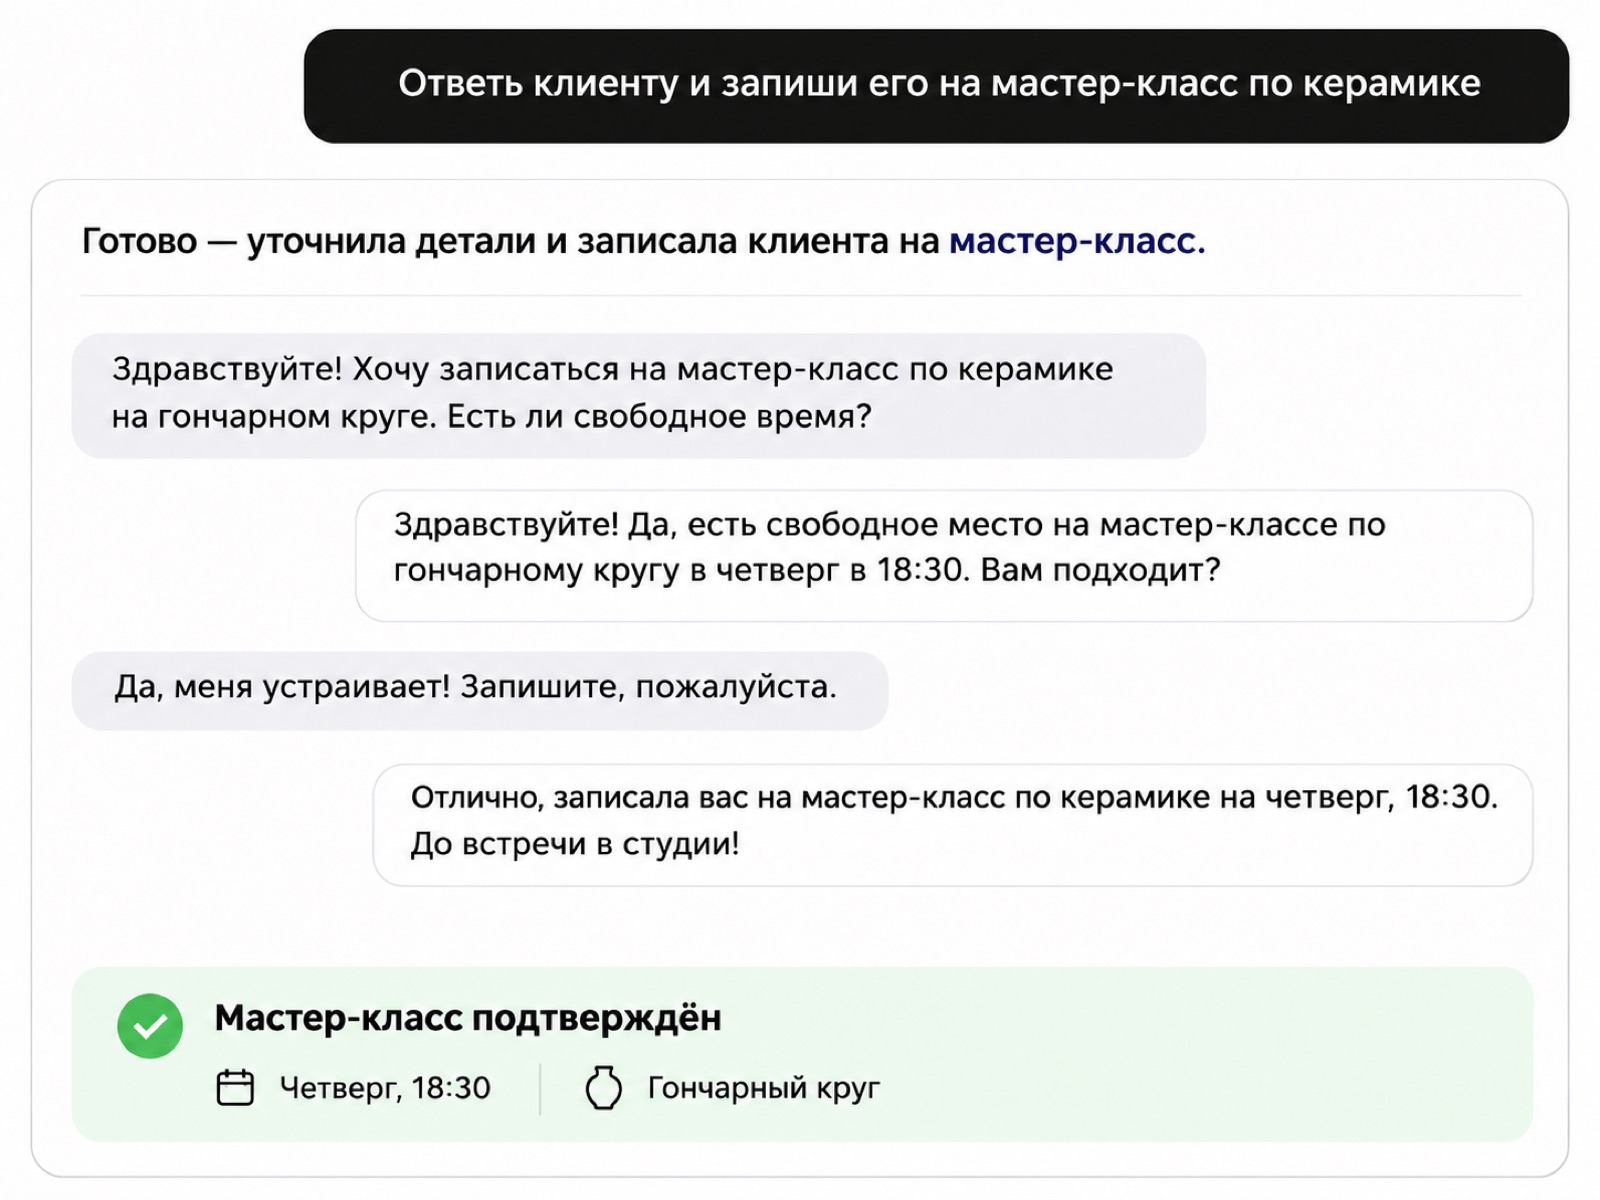 Ответь клиенту и запиши его на мастер-класс по керамике
Готово — уточнила детали и записала клиента на мастер-класс.
Здравствуйте! Хочу записаться на мастер-класс по керамике
на гончарном круге. Есть ли свободное время?
Здравствуйте! Да, есть свободное место на мастер-классе по
гончарному кругу в четверг в 18:30. Вам подходит?
Да, меня устраивает! Запишите, пожалуйста.
Отлично, записала вас на мастер-класс по керамике на четверг, 18:30.
До встречи в студии!
Мастер-класс подтверждён
Четверг, 18:30
Гончарный круг